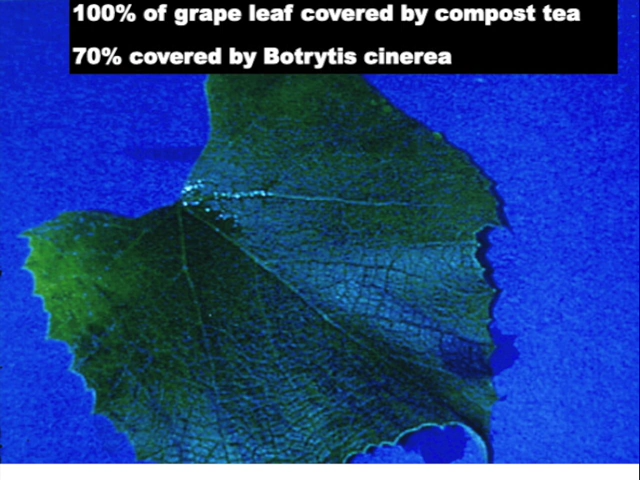 100% of grape leaf covered by compost tea
70% covered by Botrytis cinerea